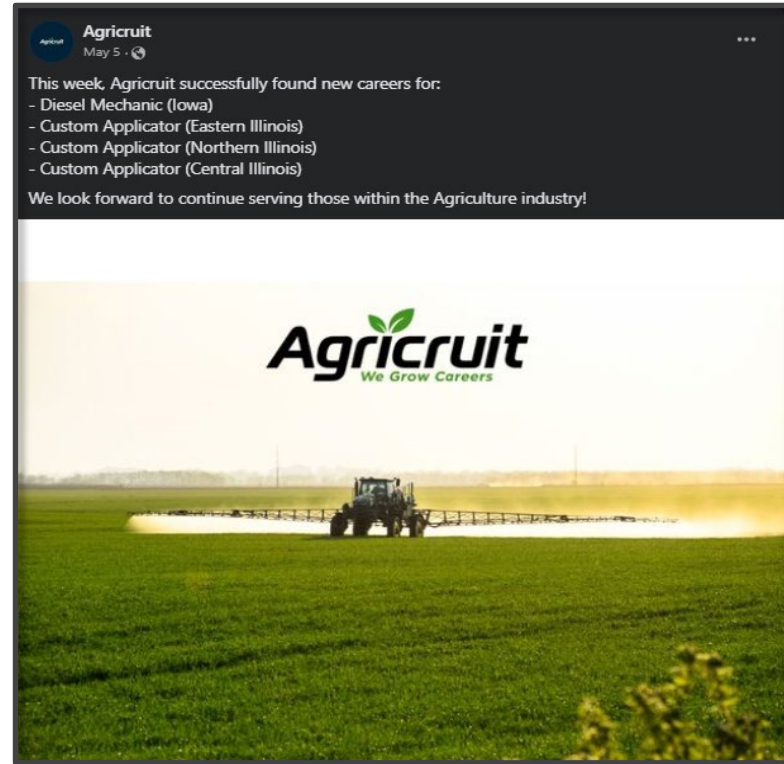 Agricruit
Agricruit
May 5 ·
This week, Agricruit successfully found new careers for:
- Diesel Mechanic (Iowa)
- Custom Applicator (Eastern Illinois)
- Custom Applicator (Northern Illinois)
- Custom Applicator (Central Illinois)
We look forward to continue serving those within the Agriculture industry!
Agricruit
We Grow Careers